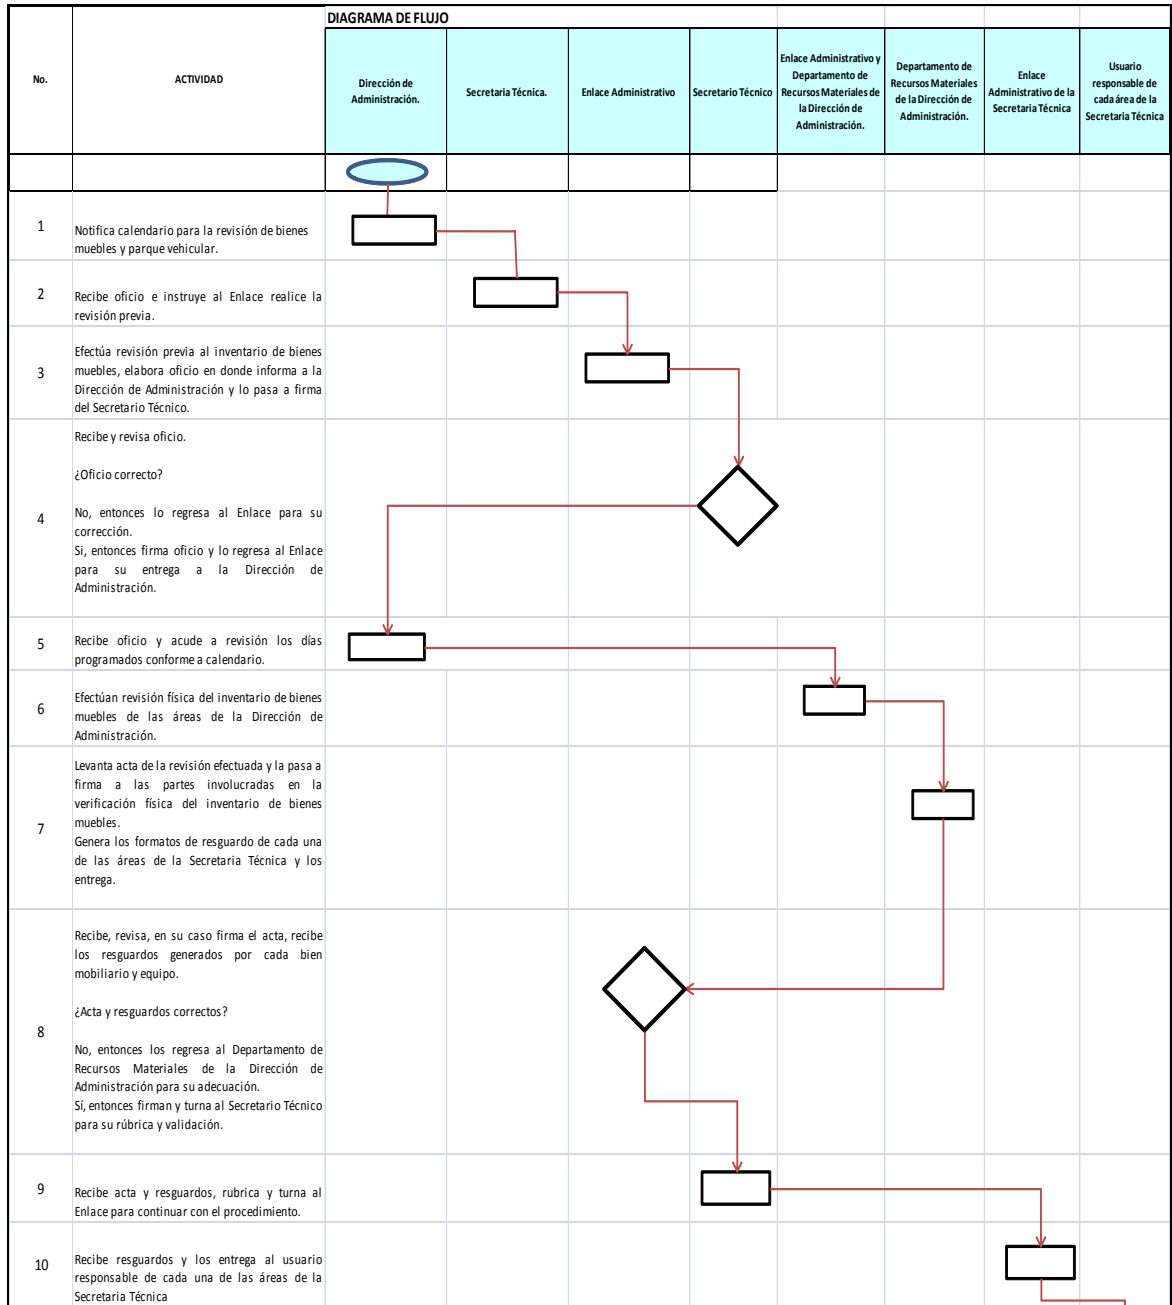 DIAGRAMA DE FLUJO
No.
ACTIVIDAD
Dirección de
Administración.
Secretaria Técnica.
Enlace Administrativo
Secretario Técnico
Enlace Administrativo y
Departamento de
Recursos Materiales de
la Dirección de
Administración.
Departamento de
Recursos Materiales
de la Dirección de
Administración.
Enlace
Administrativo de la
Secretaria Técnica
Usuario
responsable de
cada área de la
Secretaria Técnica
1
Notifica calendario para la revisión de bienes
muebles y parque vehicular.
2
Recibe oficio e instruye al Enlace realice la
revisión previa.
3
Efectúa revisión previa al inventario de bienes
muebles, elabora oficio en donde informa a la
Dirección de Administración y lo pasa a firma
del Secretario Técnico.
4
Recibe y revisa oficio.
¿Oficio correcto?
No, entonces lo regresa al Enlace para su
corrección.
Si, entonces firma oficio y lo regresa al Enlace
para su entrega a la Dirección de
Administración.
5
Recibe oficio y acude a revisión los días
programados conforme a calendario.
6
Efectúan revisión física del inventario de bienes
muebles de las áreas de la Dirección de
Administración.
7
Levanta acta de la revisión efectuada y la pasa a
firma a las partes involucradas en la
verificación física del inventario de bienes
muebles.
Genera los formatos de resguardo de cada una
de las áreas de la Secretaria Técnica y los
entrega.
8
Recibe, revisa, en su caso firma el acta, recibe
los resguardos generados por cada bien
mobiliario y equipo.
¿Acta y resguardos correctos?
No, entonces los regresa al Departamento de
Recursos Materiales de la Dirección de
Administración para su adecuación.
Sí, entonces firman y turna al Secretario Técnico
para su rúbrica y validación.
9
Recibe acta y resguardos, rubrica y turna al
Enlace para continuar con el procedimiento.
10
Recibe resguardos y los entrega al usuario
responsable de cada una de las áreas de la
Secretaria Técnica